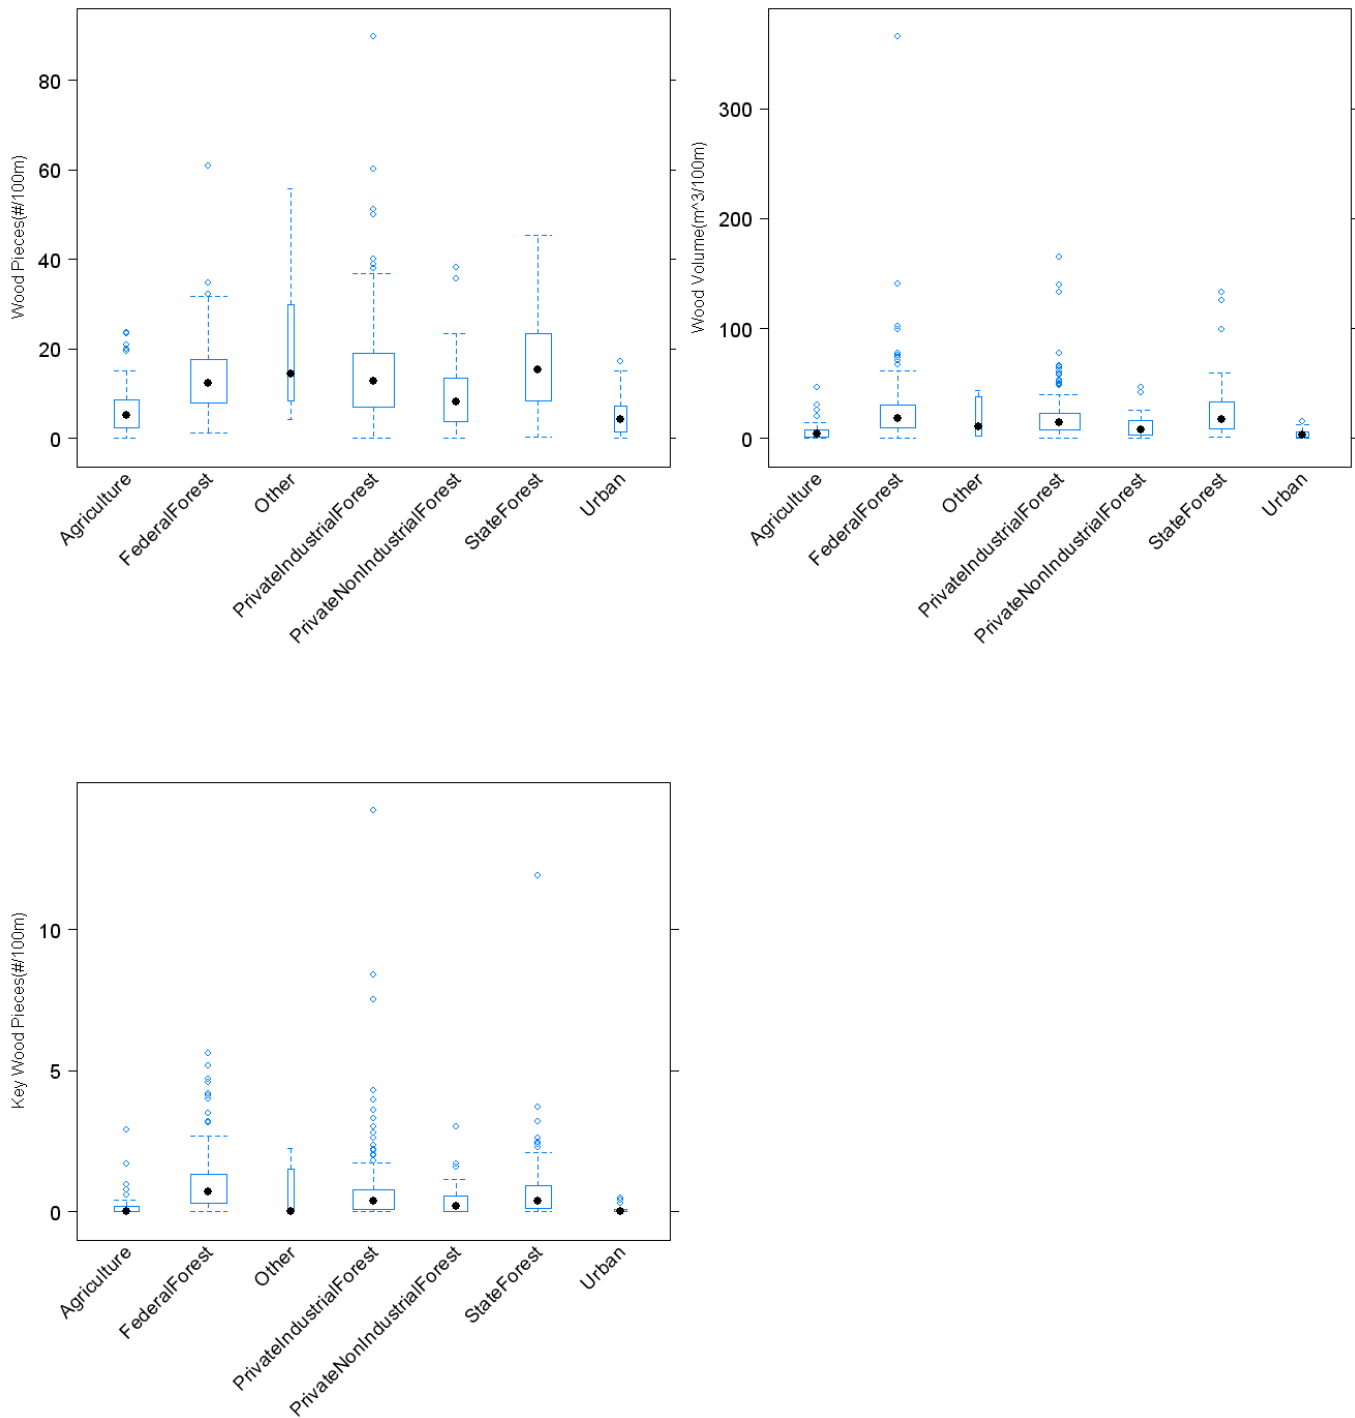 Wood Pieces(#/100m)
80
60
40
20
0
Agriculture
FederalForest
Other
PrivateIndustrialForest
PrivateNonIndustrialForest
StateForest
Urban
Wood Volume(m^3/100m)
300
200
100
0
Agriculture
FederalForest
Other
PrivateIndustrialForest
PrivateNonIndustrialForest
StateForest
Urban
Key Wood Pieces(#/100m)
10
5
0
Agriculture
FederalForest
Other
PrivateIndustrialForest
PrivateNonIndustrialForest
StateForest
Urban